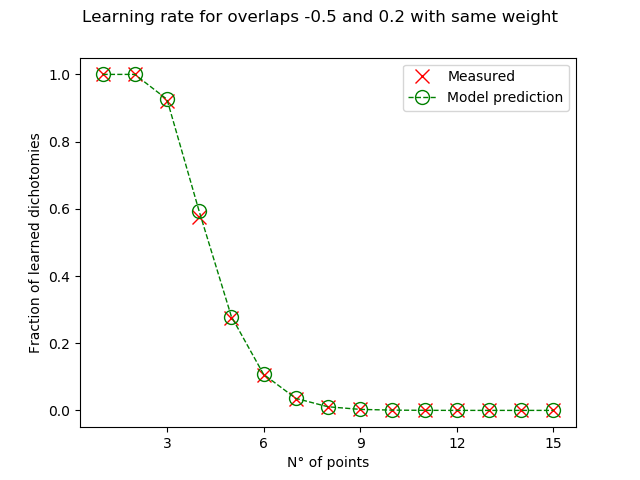 Learning rate for overlaps -0.5 and 0.2 with same weight
Measured
Model prediction
Fraction of learned dichotomies
1.0
0.8
0.6
0.4
0.2
0.0
3 6 9 12 15
N° of points